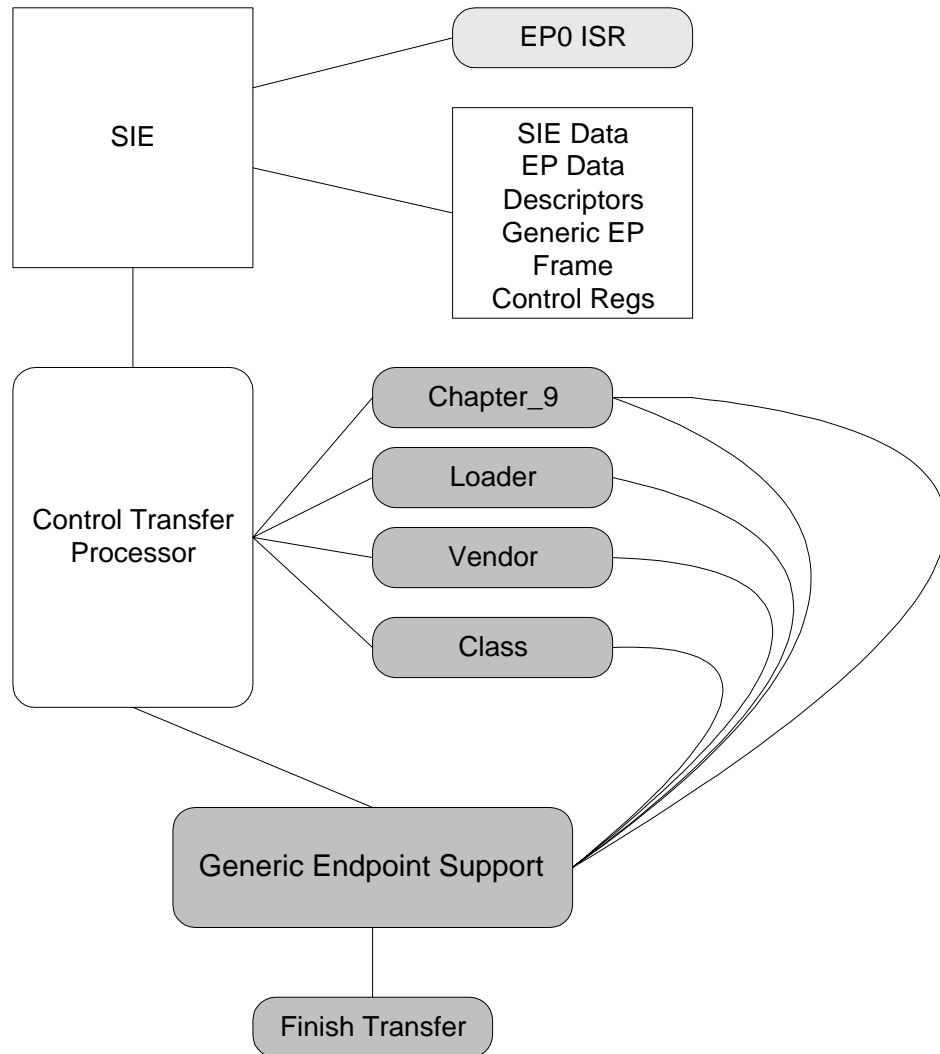 EP0 ISR
SIE
SIE Data
EP Data
Descriptors
Generic EP
Frame
Control Regs
Chapter_9
Loader
Control Transfer
Processor
Vendor
Class
Generic Endpoint Support
Finish Transfer